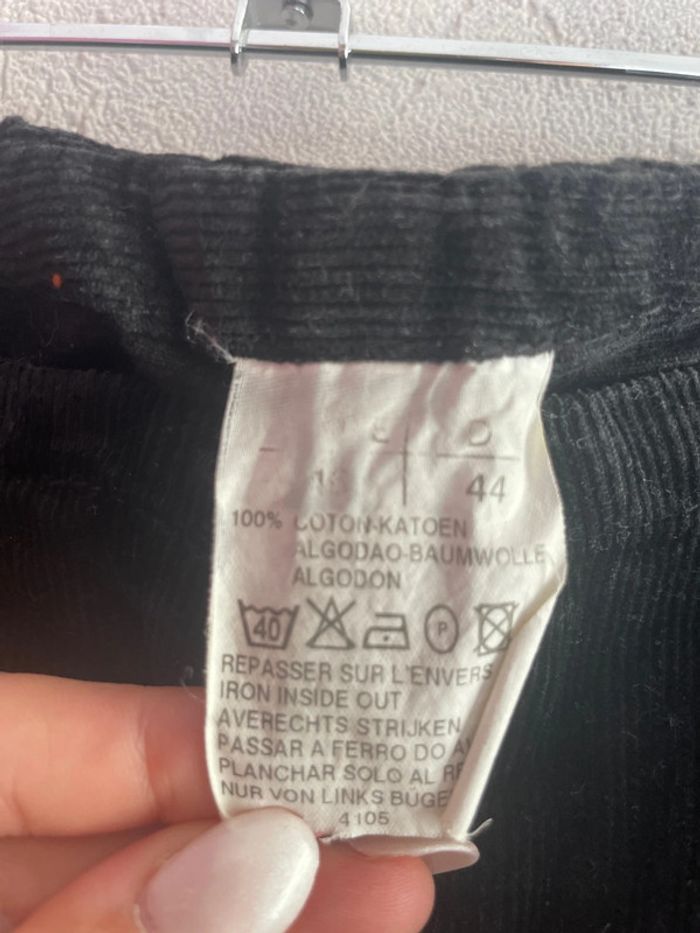 44
100% COTON-KATOEN
ALGODAO-BAUMWOLLE
ALGODON
40 P
REPASSER SUR L'ENVERS
IRON INSIDE OUT
AVERECHTS STRIJKEN
PASSAR A FERRO DO
PLANCHAR SOLO AL
NUR VON LINKS
4105